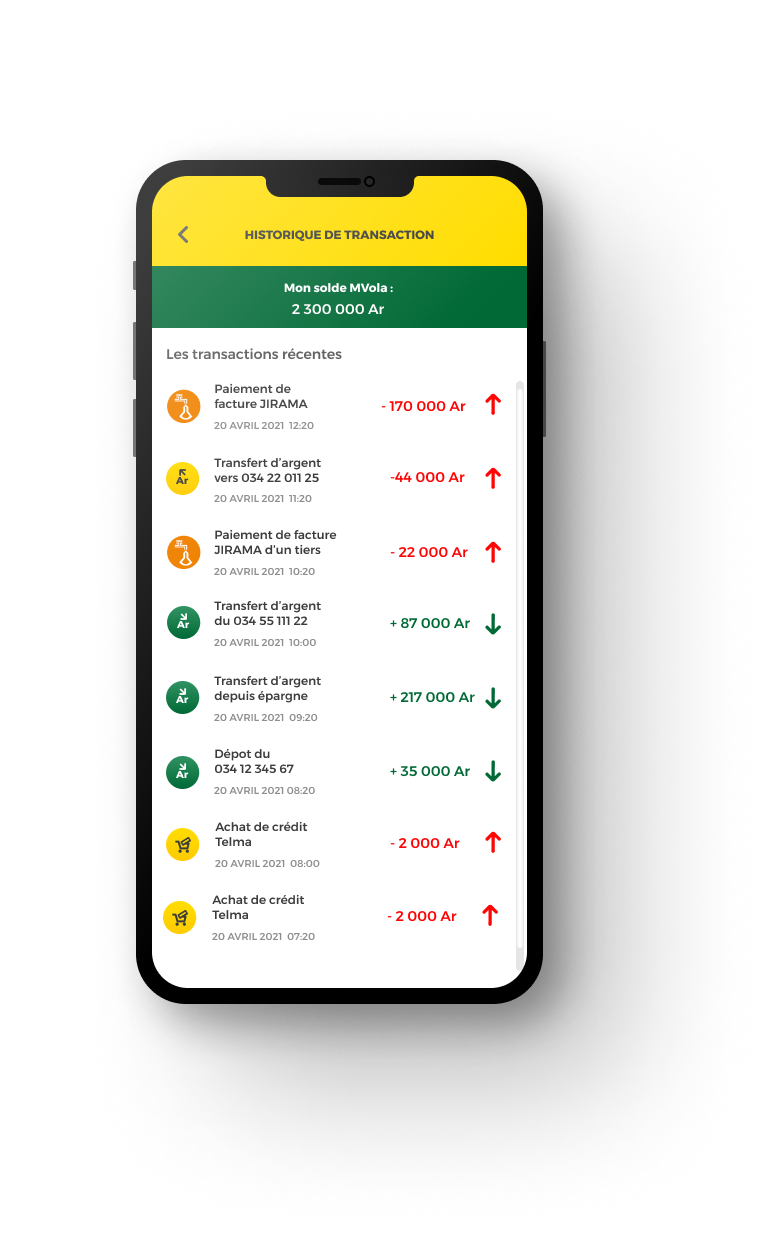 HISTORIQUE DE TRANSACTION
Mon solde MVola :
2 300 000 Ar
Les transactions récentes
Paiement de
facture JIRAMA
- 170 000 Ar
20 AVRIL 2021 12:20
Ar
Transfert d'argent
vers 034 22 011 25
-44 000 Ar
20 AVRIL 2021 11:20
Paiement de facture
JIRAMA d'un tiers
- 22 000 Ar
20 AVRIL 2021 10:20
Ar
Transfert d'argent
du 034 55 111 22
+ 87 000 Ar
20 AVRIL 2021 10:00
Ar
Transfert d'argent
depuis épargne
+ 217 000 Ar
20 AVRIL 2021 09:20
Ar
Dépot du
034 12 345 67
+ 35 000 Ar
20 AVRIL 2021 08:20
Achat de crédit
Telma
- 2 000 Ar
20 AVRIL 2021 08:00
Achat de crédit
Telma
- 2 000 Ar
20 AVRIL 2021 07:20